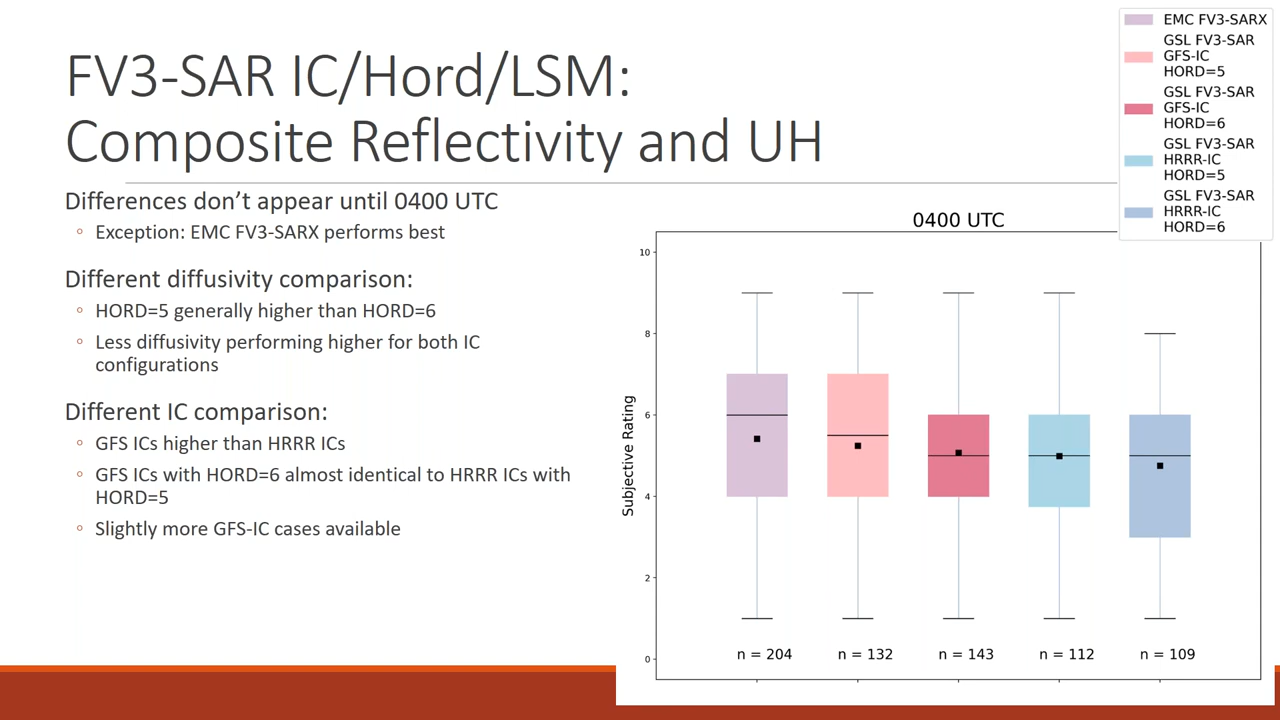 FV3-SAR IC/Hord/LSM:
Composite Reflectivity and UH
Differences don’t appear until 0400 UTC
◦ Exception: EMC FV3-SARX performs best
Different diffusivity comparison:
◦ HORD=5 generally higher than HORD=6
◦ Less diffusivity performing higher for both IC
configurations
Different IC comparison:
◦ GFS ICs higher than HRRR ICs
◦ GFS ICs with HORD=6 almost identical to HRRR ICs with
HORD=5
◦ Slightly more GFS-IC cases available
EMC FV3-SARX
GSL FV3-SAR
GFS-IC
HORD=5
GSL FV3-SAR
GFS-IC
HORD=6
GSL FV3-SAR
HRRR-IC
HORD=5
GSL FV3-SAR
HRRR-IC
HORD=6
0400 UTC
Subjective Rating
10
8
6
4
2
0
n = 204
n = 132
n = 143
n = 112
n = 109